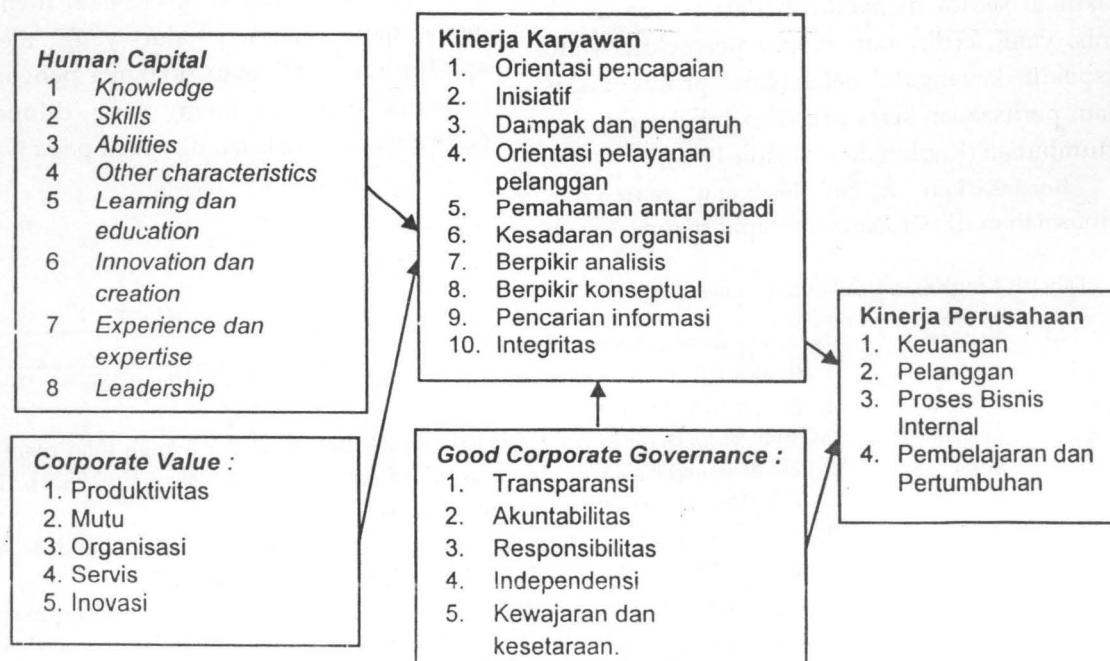 Human Capital
1 Knowledge
2 Skills
3 Abilities
4 Other characteristics
5 Learning dan
education
6 Innovation dan
creation
7 Experience dan
expertise
8 Leadership
Corporate Value :
1. Produktivitas
2. Mutu
3. Organisasi
4. Servis
5. Inovasi
Kinerja Karyawan
1. Orientasi pencapaian
2. Inisiatif
3. Dampak dan pengaruh
4. Orientasi pelayanan
pelanggan
5. Pemahaman antar pribadi
6. Kesadaran organisasi
7. Berpikir analisis
8. Berpikir konseptual
9. Pencarian informasi
10. Integritas
Good Corporate Governance :
1. Transparansi
2. Akuntabilitas
3. Responsibilitas
4. Independensi
5. Kewajaran dan
kesetaraan.
Kinerja Perusahaan
1. Keuangan
2. Pelanggan
3. Proses Bisnis
Internal
4. Pembelajaran dan
Pertumbuhan